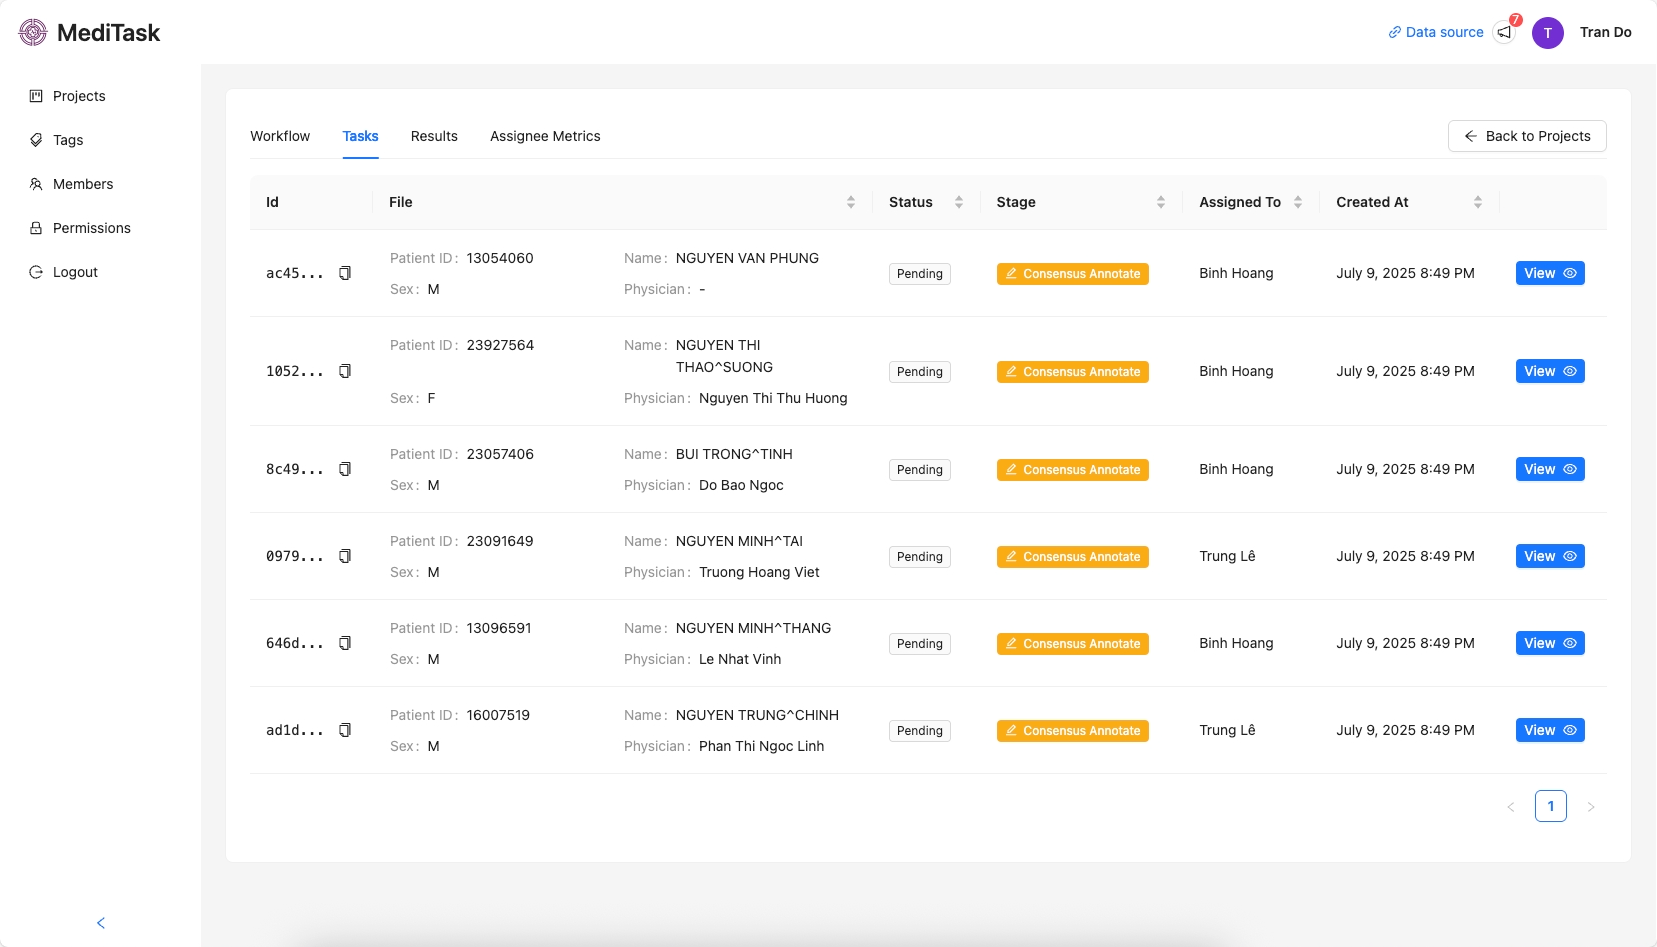 MediTask
Data source
7
T
Tran Do
Projects
Tags
Members
Permissions
Logout
Workflow Tasks Results Assignee Metrics
Back to Projects
Id File Status Stage Assigned To Created At
ac45... Patient ID: 13054060 Name: NGUYEN VAN PHUNG Pending Consensus Annotate Binh Hoang July 9, 2025 8:49 PM View
Sex: M Physician: -
1052... Patient ID: 23927564 Name: NGUYEN THI Pending Consensus Annotate Binh Hoang July 9, 2025 8:49 PM View
THAO^SUONG
Sex: F Physician: Nguyen Thi Thu Huong
8c49... Patient ID: 23057406 Name: BUI TRONG^TINH Pending Consensus Annotate Binh Hoang July 9, 2025 8:49 PM View
Sex: M Physician: Do Bao Ngoc
0979... Patient ID: 23091649 Name: NGUYEN MINH^TAI Pending Consensus Annotate Trung Lê July 9, 2025 8:49 PM View
Sex: M Physician: Truong Hoang Viet
646d... Patient ID: 13096591 Name: NGUYEN MINH^THANG Pending Consensus Annotate Binh Hoang July 9, 2025 8:49 PM View
Sex: M Physician: Le Nhat Vinh
ad1d... Patient ID: 16007519 Name: NGUYEN TRUNG^CHINH Pending Consensus Annotate Trung Lê July 9, 2025 8:49 PM View
Sex: M Physician: Phan Thi Ngoc Linh
1